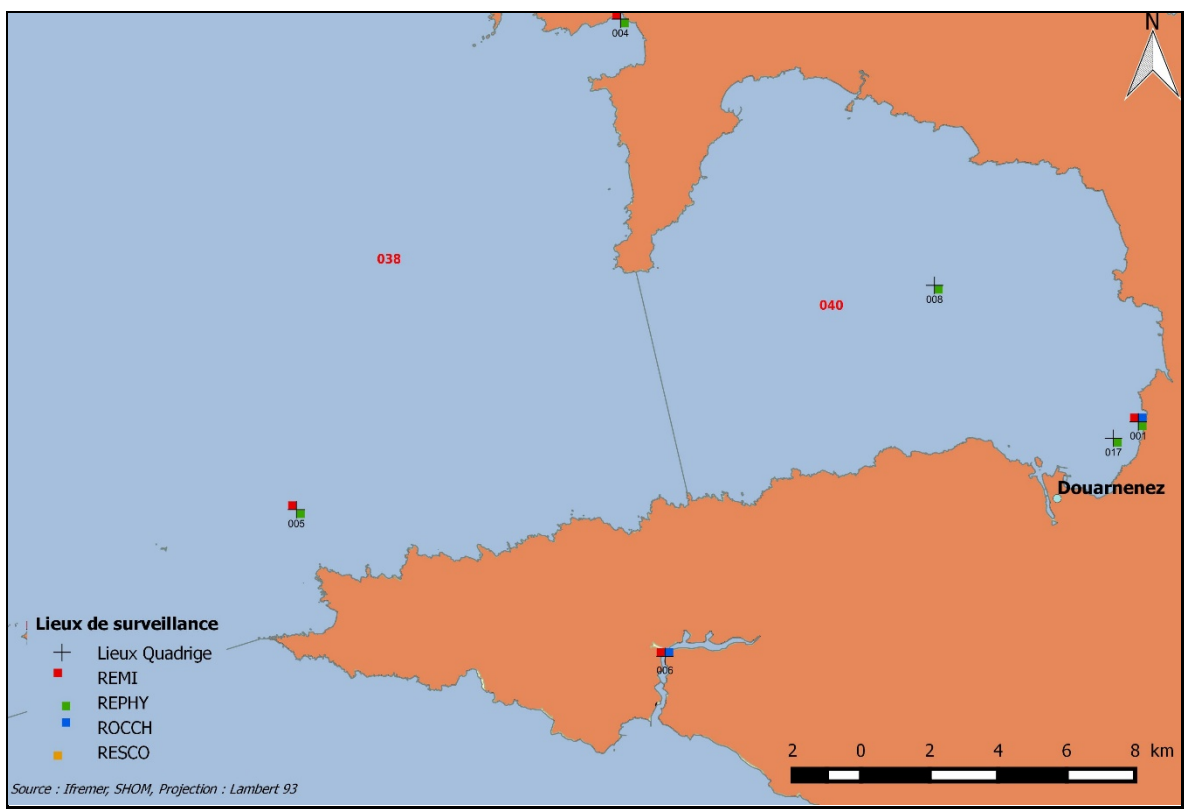 N
004
038
040
008
001
017
Douarnenez
005
006
Lieux de surveillance
Lieux Quadrige
REMI
REPHY
ROCCH
RESCO
2 0 2 4 6 8 km
Source : Ifremer, SHOM, Projection : Lambert 93